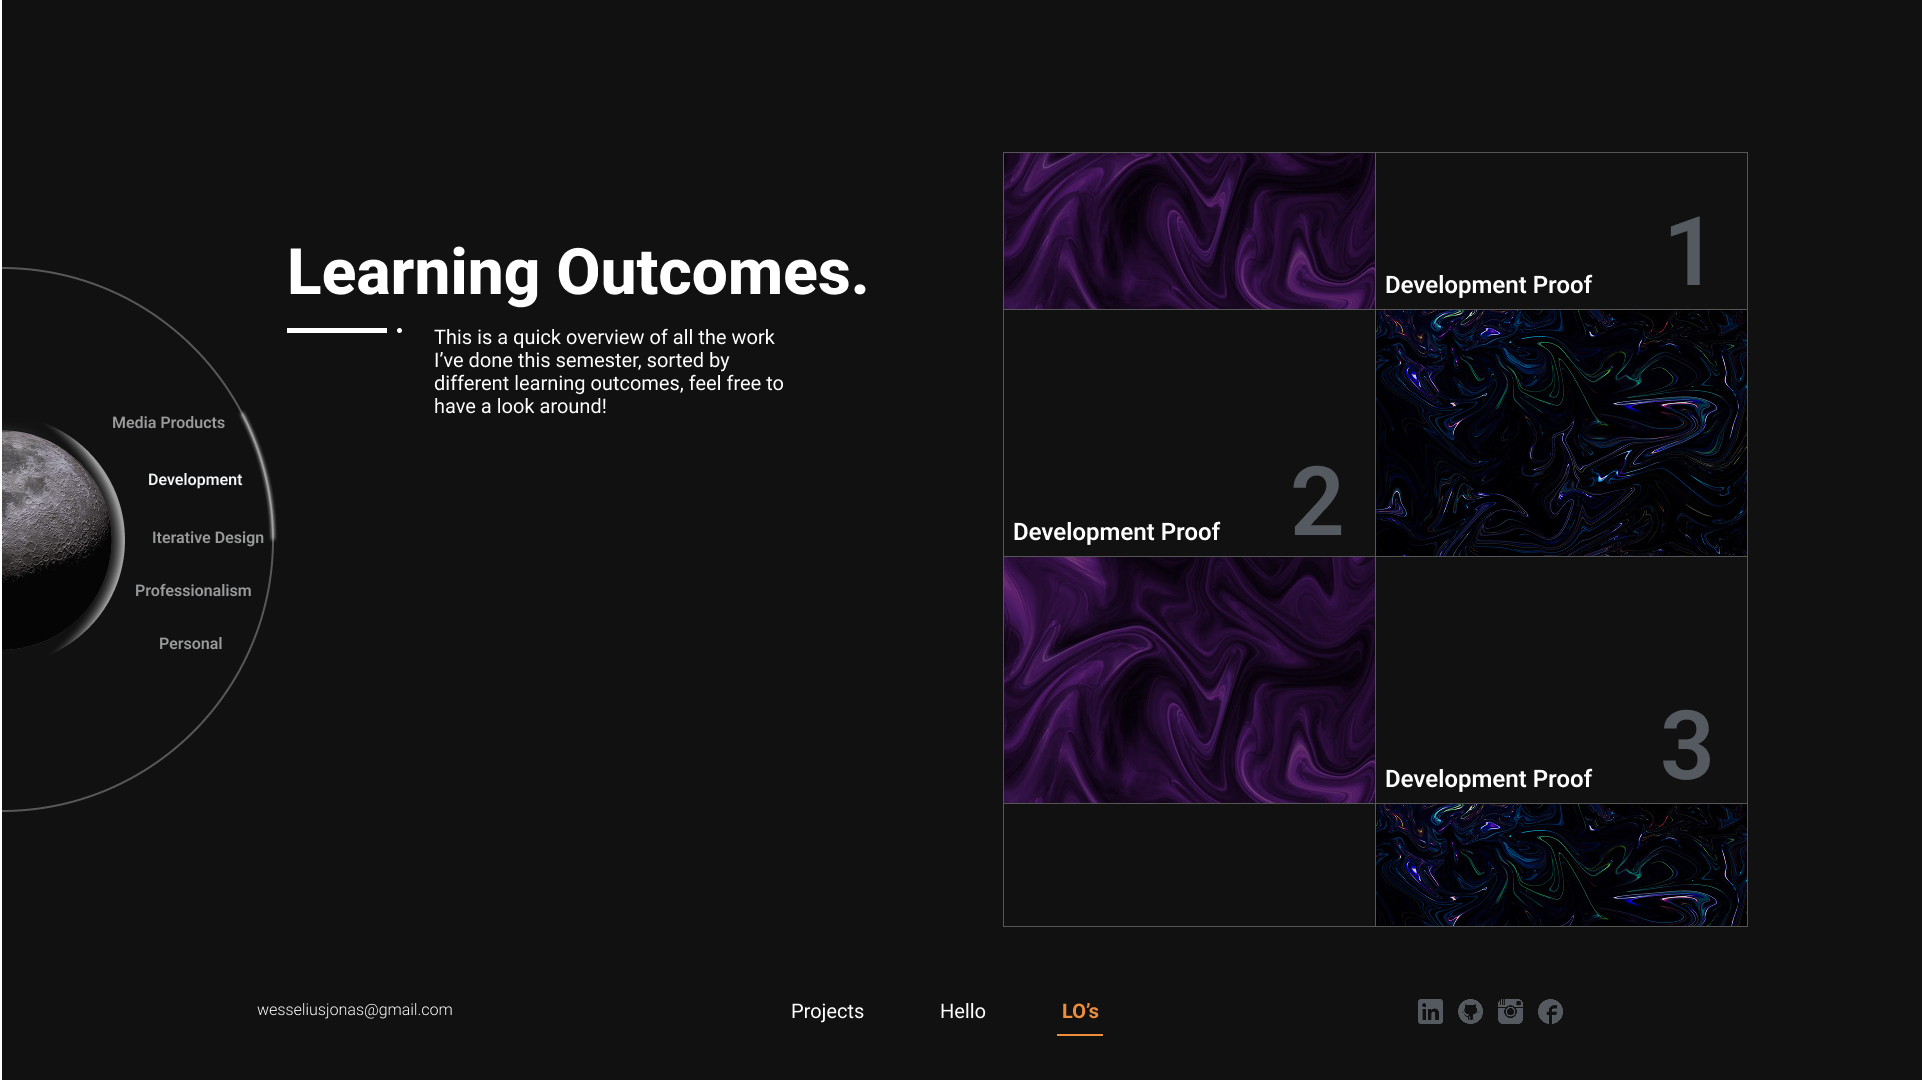 Learning Outcomes.
This is a quick overview of all the work
I’ve done this semester, sorted by
different learning outcomes, feel free to
have a look around!
Media Products
Development
Iterative Design
Professionalism
Personal
1
Development Proof
2
Development Proof
3
Development Proof
wesseliusjonas@gmail.com
Projects
Hello
LO’s
in
f